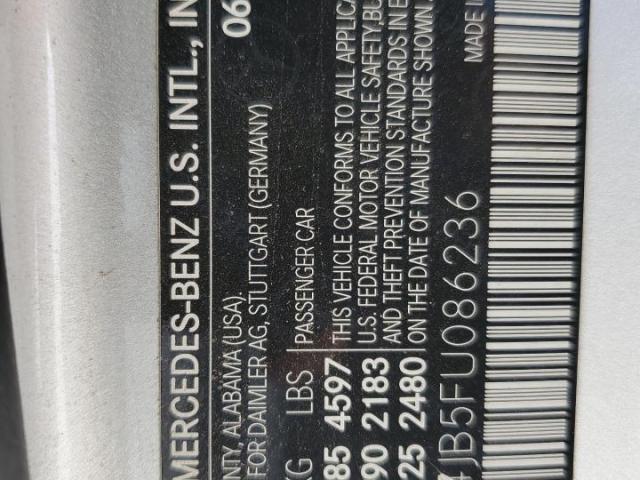 MERCEDES-BENZ U.S. INTL., IN
NTY, ALABAMA (USA)
FOR DAIMLER AG, STUTTGART (GERMANY) 06
KG LBS PASSENGER CAR
85 4597 THIS VEHICLE CONFORMS TO ALL APPLICA
U.S. FEDERAL MOTOR VEHICLE SAFETY, BU
90 2183 AND THEFT PREVENTION STANDARDS IN E
25 2480 ON THE DATE OF MANUFACTURE SHOWN
JB5FU086236 MADE I